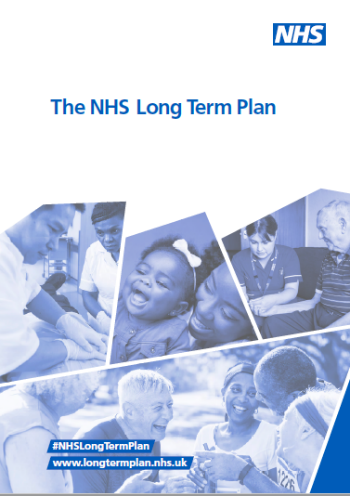 NHS
The NHS Long Term Plan
#NHSLongTermPlan
www.longtermplan.nhs.uk